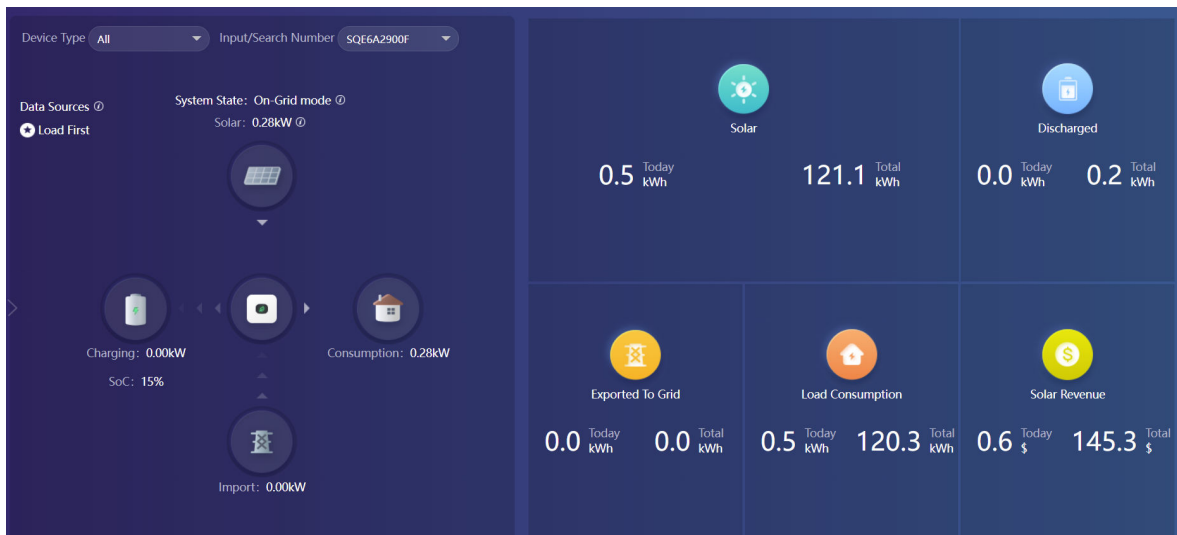 Device Type All Input/Search Number SQE6A2900F
Data Sources
Load First
System State: On-Grid mode
Solar: 0.28kW
Charging: 0.00kW
SoC: 15%
Consumption: 0.28kW
Import: 0.00kW
Solar
0.5 Today kWh 121.1 Total kWh
Discharged
0.0 Today kWh 0.2 Total kWh
Exported To Grid
0.0 Today kWh 0.0 Total kWh
Load Consumption
0.5 Today kWh 120.3 Total kWh
Solar Revenue
0.6 Today $ 145.3 Total $